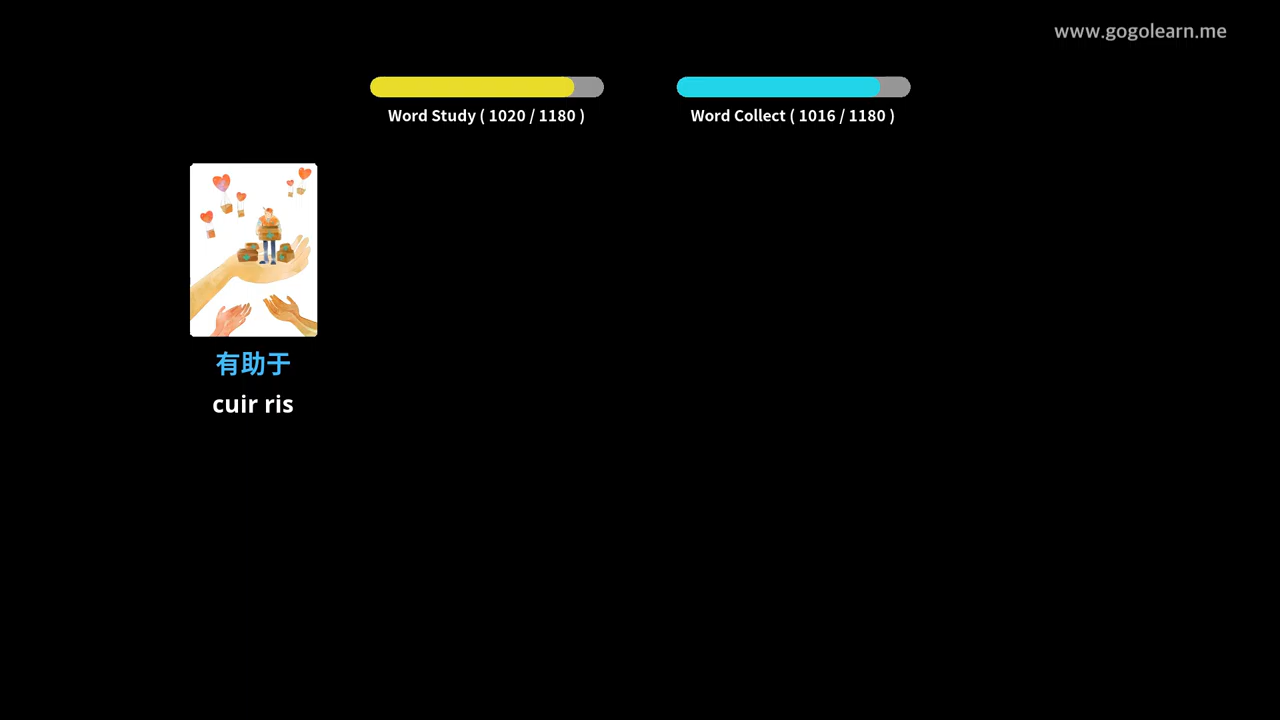 www.gogolearn.me
Word Study ( 1020 / 1180 )
Word Collect ( 1016 / 1180 )
有助于
cuir ris